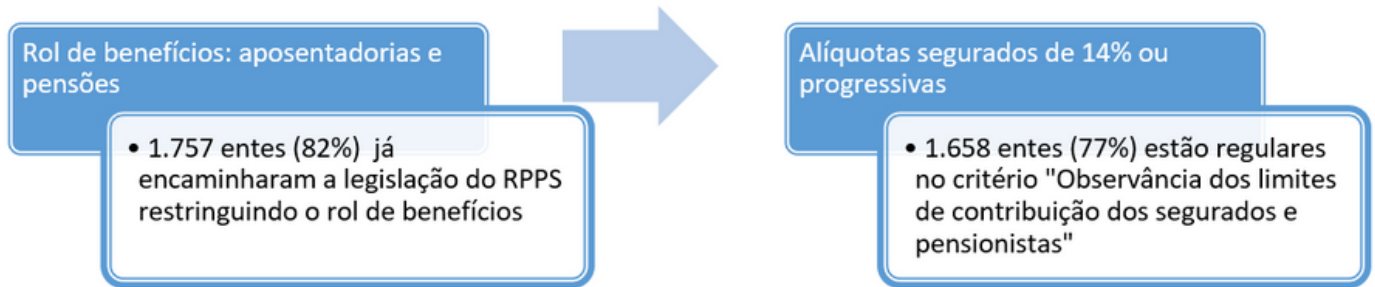 Rol de benefícios: aposentadorias e
pensões
• 1.757 entes (82%) já
encaminharam a legislação do RPPS
restringuindo o rol de benefícios
Alíquotas segurados de 14% ou
progressivas
• 1.658 entes (77%) estão regulares
no critério "Observância dos limites
de contribuição dos segurados e
pensionistas"